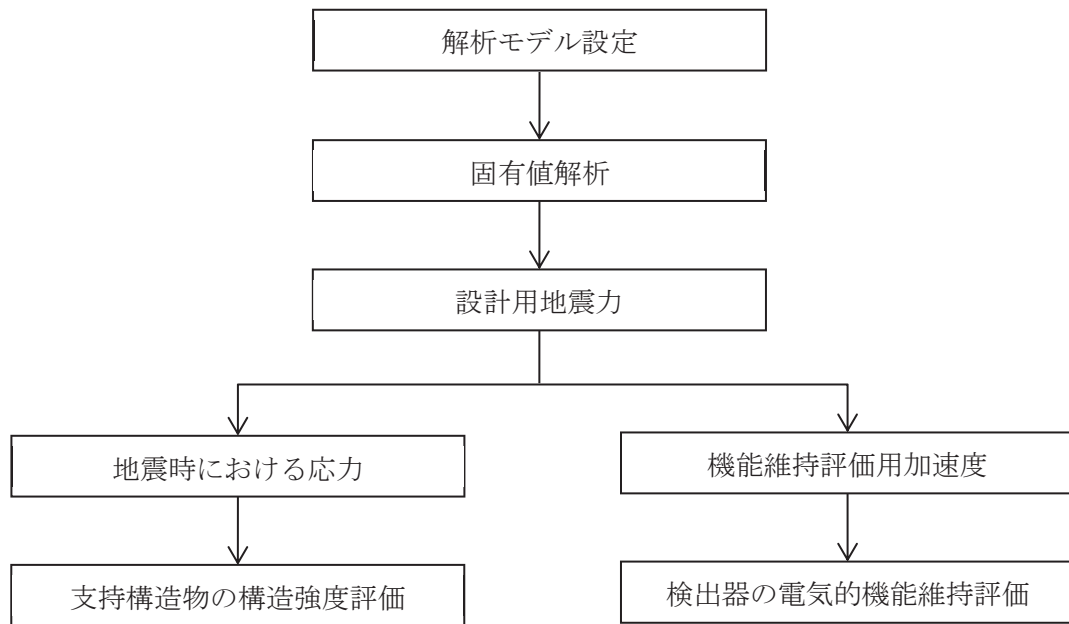 解析モデル設定
固有値解析
設計用地震力
地震時における応力
機能維持評価用加速度
支持構造物の構造強度評価
検出器の電気的機能維持評価